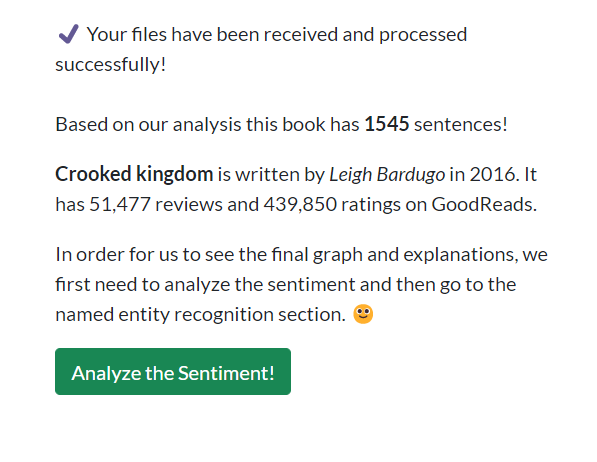 ✔ Your files have been received and processed
successfully!
Based on our analysis this book has 1545 sentences!
Crooked kingdom is written by Leigh Bardugo in 2016. It
has 51,477 reviews and 439,850 ratings on GoodReads.
In order for us to see the final graph and explanations, we
first need to analyze the sentiment and then go to the
named entity recognition section. 🙂
Analyze the Sentiment!